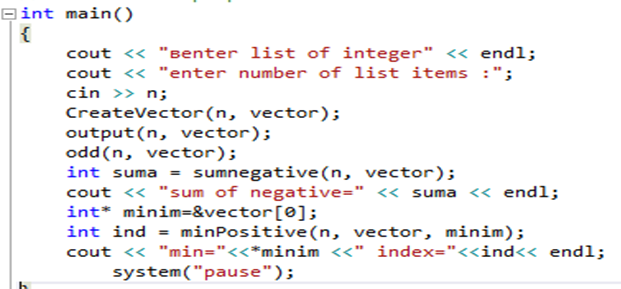 int main()
{
cout << "вenter list of integer" << endl;
cout << "enter number of list items :";
cin >> n;
CreateVector(n, vector);
output(n, vector);
odd(n, vector);
int suma = sumnegative(n, vector);
cout << "sum of negative=" << suma << endl;
int* minim=&vector[0];
int ind = minPositive(n, vector, minim);
cout << "min="<<*minim <<" index="<<ind<< endl;
system("pause");